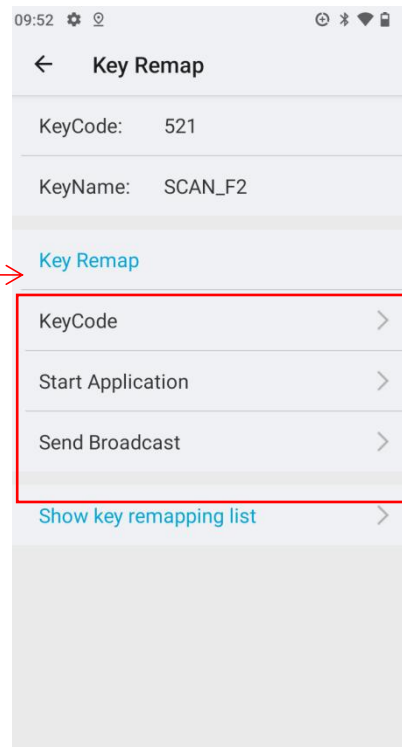 09:52
Key Remap
KeyCode: 521
KeyName: SCAN_F2
Key Remap
KeyCode
Start Application
Send Broadcast
Show key remapping list